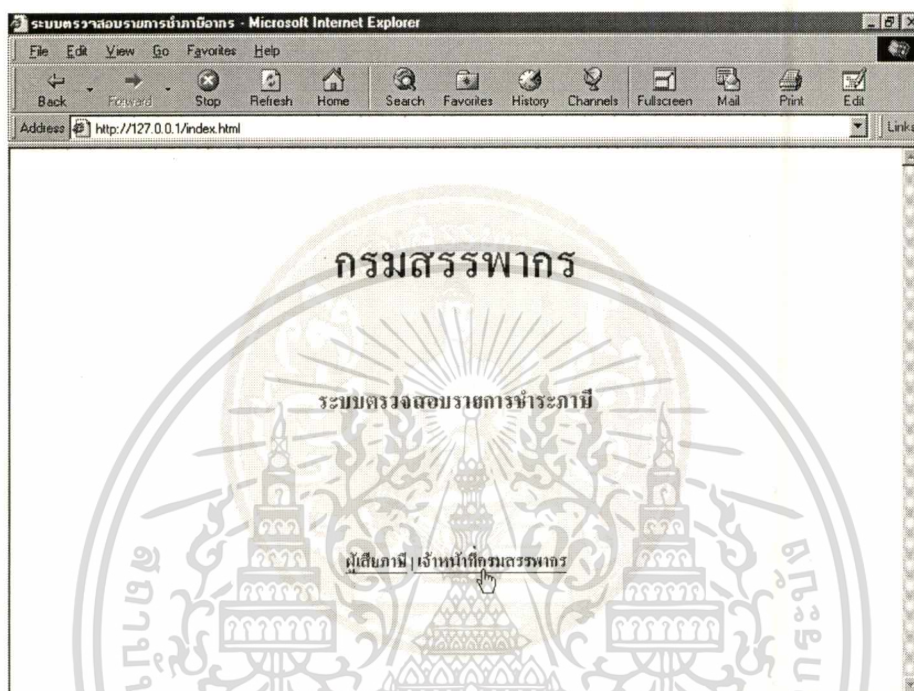 ระบบตรวจสอบรายการชำภาษีอากร - Microsoft Internet Explorer
File Edit View Go Favorites Help
Back Forward Stop Refresh Home Search Favorites History Channels Fullscreen Mail Print Edit
Address http://127.0.0.1/index.html Links
กรมสรรพากร
ระบบตรวจสอบรายการชำระภาษี
ผู้เสียภาษี | เจ้าหน้าที่กรมสรรพากร